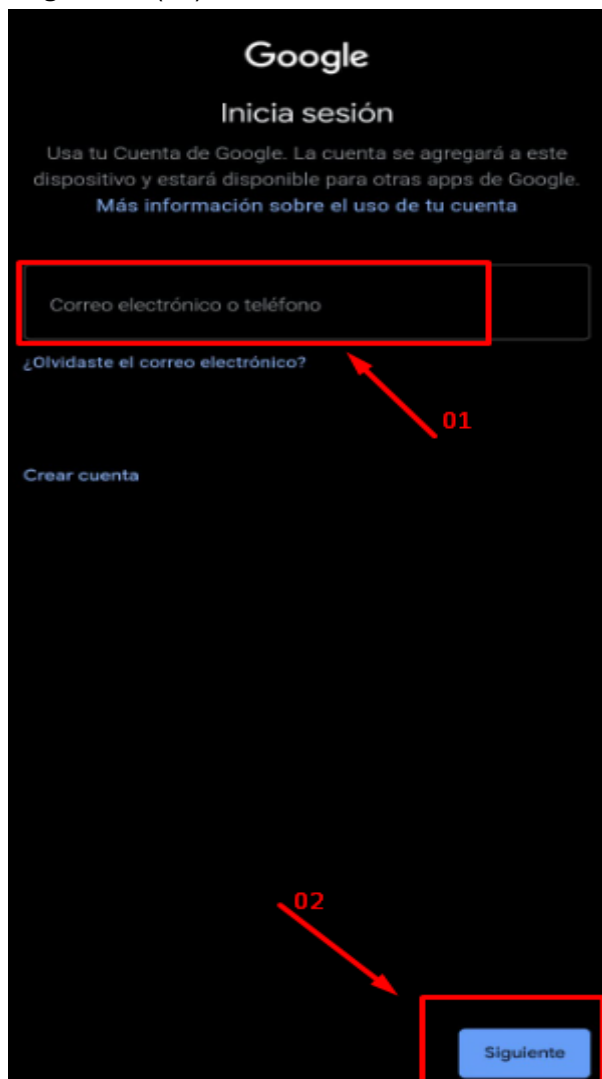 Google
Inicia sesión
Usa tu Cuenta de Google. La cuenta se agregará a este
dispositivo y estará disponible para otras apps de Google.
Más información sobre el uso de tu cuenta
Correo electrónico o teléfono
¿Olvidaste el correo electrónico?
01
Crear cuenta
02
Siguiente